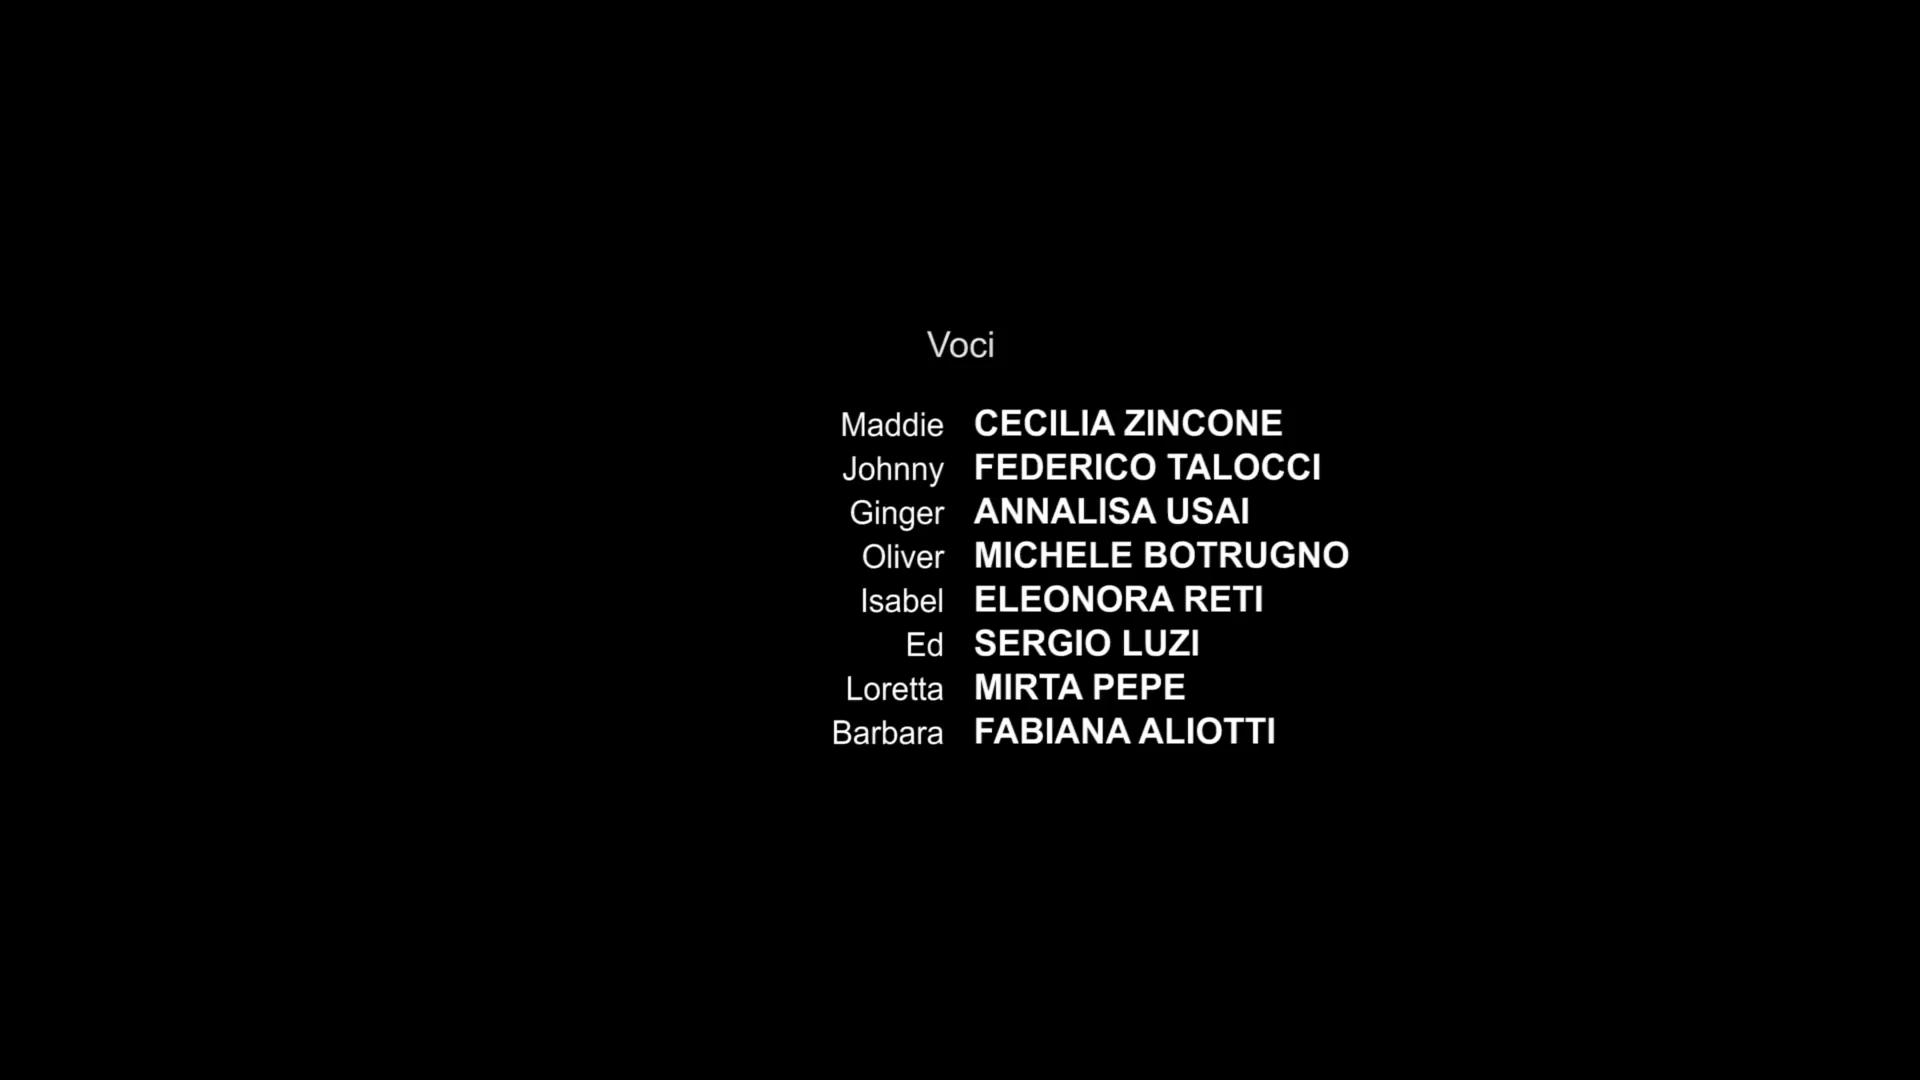 Voci
Maddie CECILIA ZINCONE
Johnny FEDERICO TALOCCI
Ginger ANNALISA USAI
Oliver MICHELE BOTRUGNO
Isabel ELEONORA RETI
Ed SERGIO LUZI
Loretta MIRTA PEPE
Barbara FABIANA ALIOTTI